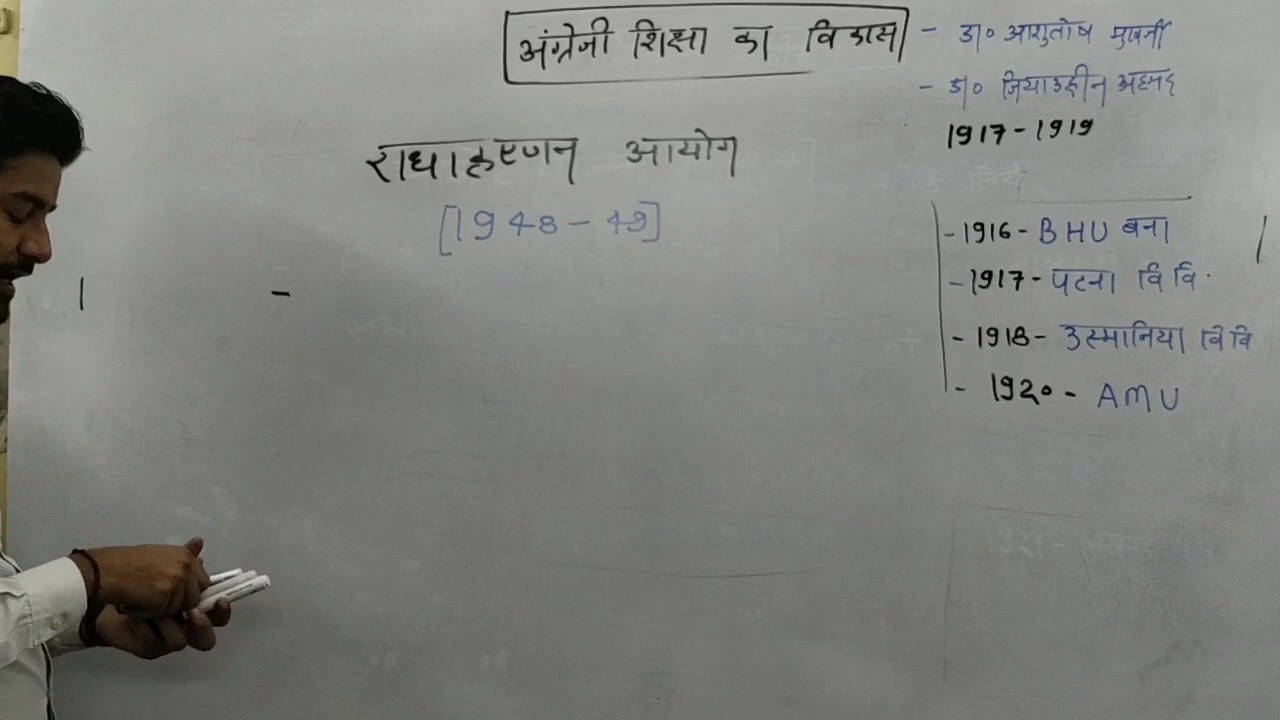 अंग्रेजी शिक्षा का विकास
- डा० आशुतोष मुखर्जी
- डा० जियाउद्दीन अहमद
1917-1919
राधाकृष्णन आयोग
[1948-49]
-1916- BHU बना
-1917- पटना वि वि.
- 1918- उस्मानिया वि वि
- 1920- AMU